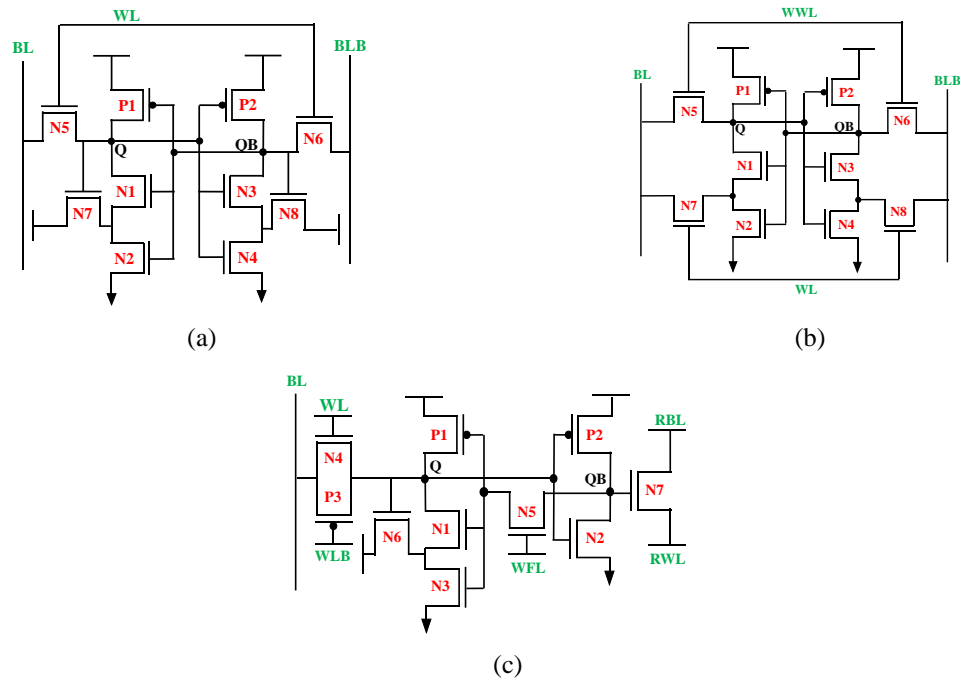 WL
BL
BLB
P1
P2
N5
Q
QB
N6
N7
N1
N3
N8
N2
N4
(a)
WWL
BL
BLB
P1
P2
N5
Q
QB
N6
N1
N3
N7
N8
N2
N4
WL
(b)
BL
WL
P1
P2
RBL
N4
Q
QB
P3
N7
N5
N6
N1
N2
WLB
WFL
RWL
N3
(c)